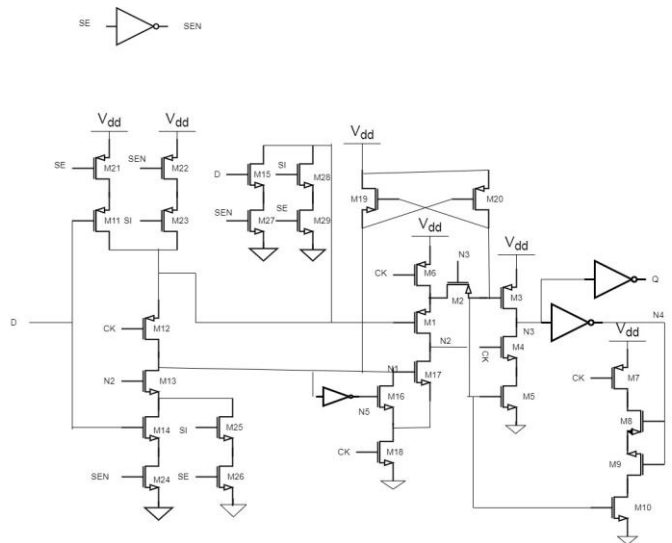 SE
SEN
Vdd
Vdd
SE
M21
SEN
M22
M11
SI
M23
D
M15
SI
M28
SEN
M27
SE
M29
Vdd
M19
M20
Vdd
CK
M6
N3
M2
Vdd
M3
M1
N2
N3
M4
CK
M5
Q
N4
Vdd
CK
M7
M8
M9
M10
D
CK
M12
N2
M13
M14
SI
M25
SEN
M24
SE
M26
N1
M17
M16
N5
CK
M18